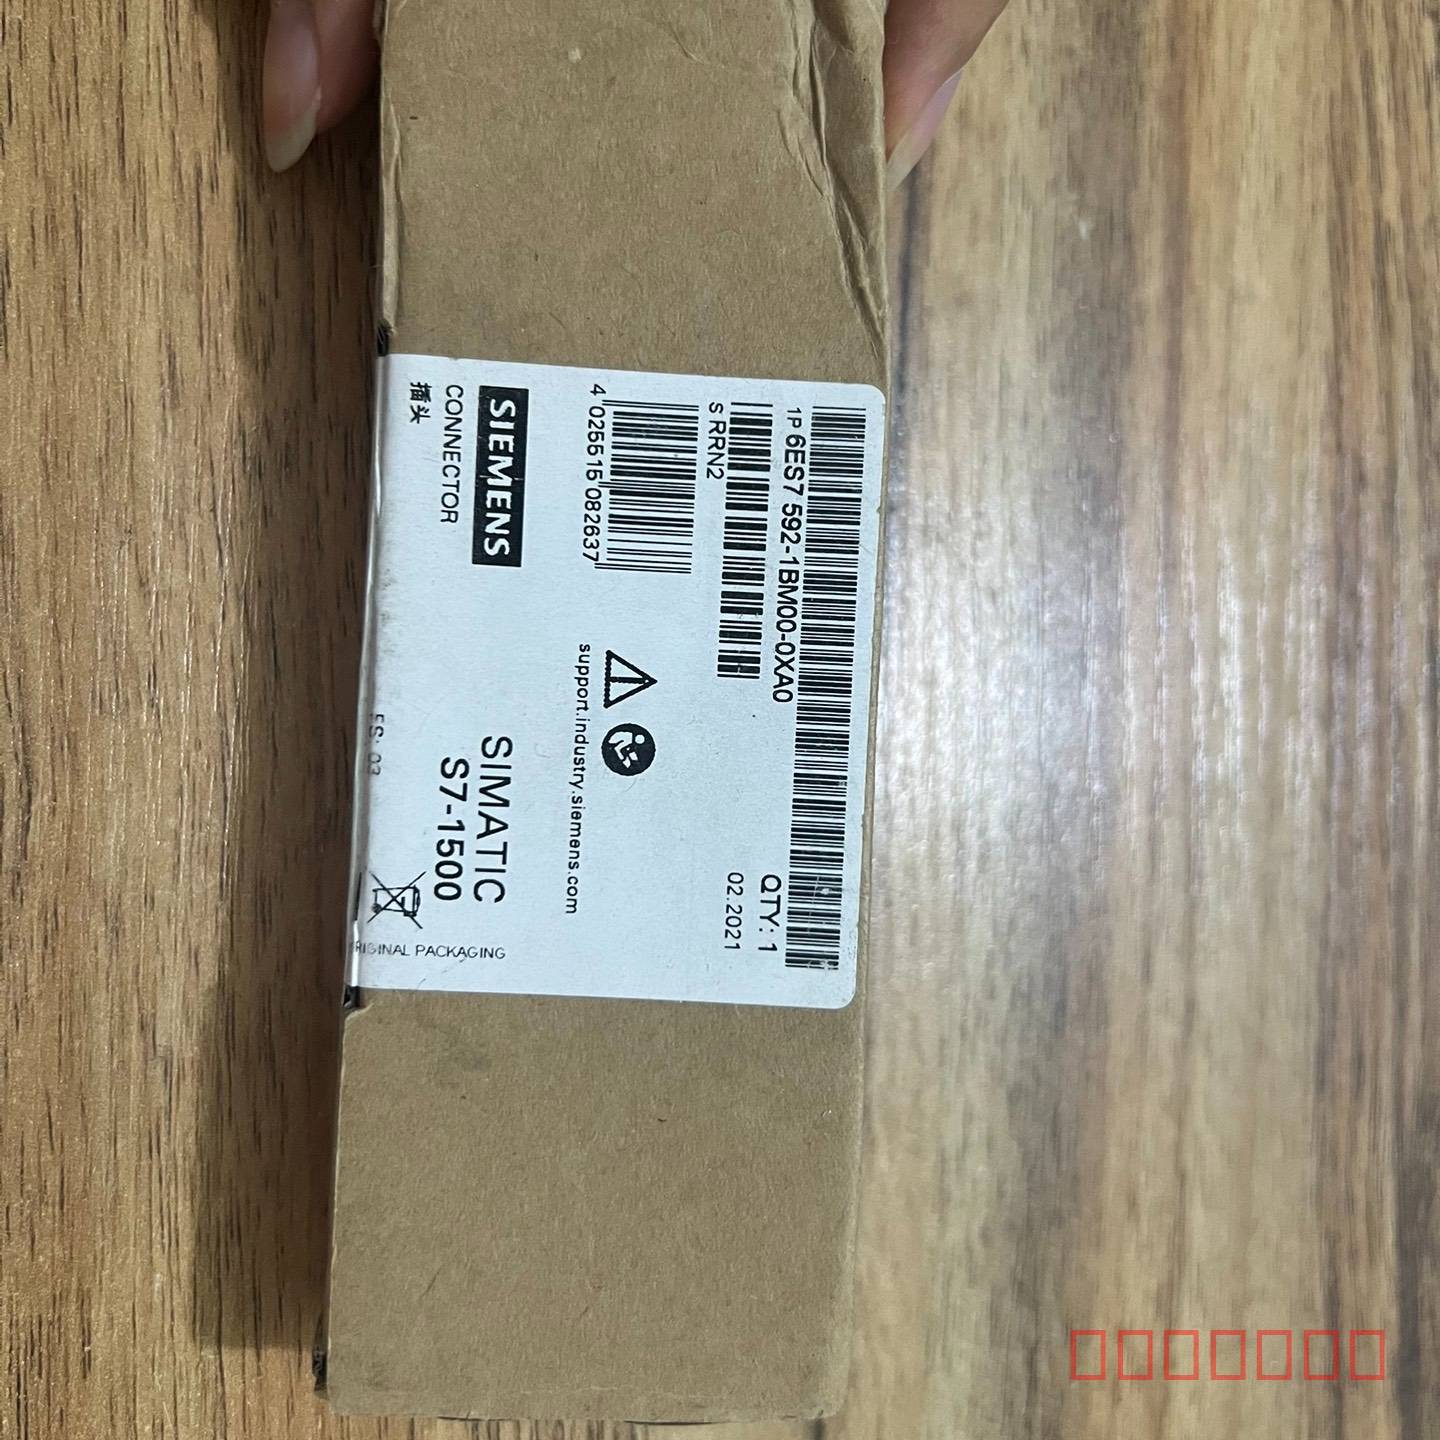 1P 6ES7 592-1BM00-0XA0
QTY: 1
S RRN2
02.2021
4 025515 082637
support.industry.siemens.com
SIEMENS
SIMATIC
S7-1500
CONNECTOR
插头
FS: 03
ORIGINAL PACKAGING